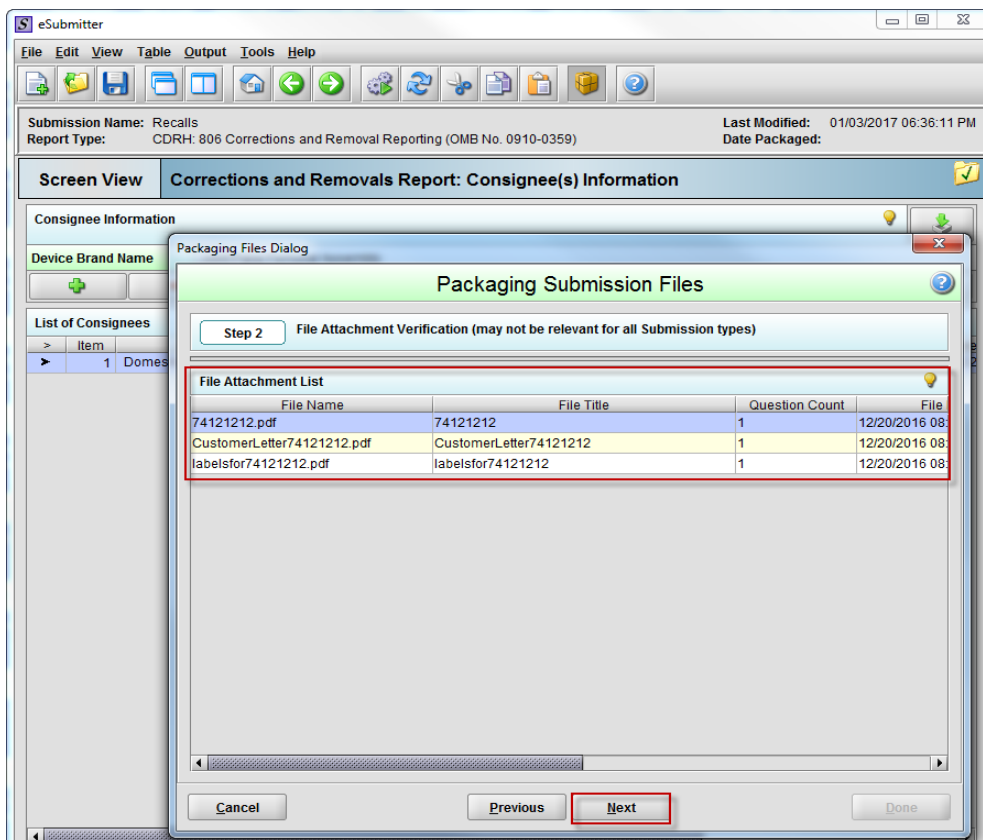 S eSubmitter
File Edit View Table Output Tools Help
Submission Name: Recalls Last Modified: 01/03/2017 06:36:11 PM
Report Type: CDRH: 806 Corrections and Removal Reporting (OMB No. 0910-0359) Date Packaged:
Screen View Corrections and Removals Report: Consignee(s) Information
Consignee Information
Packaging Files Dialog
Device Brand Name
Packaging Submission Files
List of Consignees
Step 2 File Attachment Verification (may not be relevant for all Submission types)
> Item
1 Domes
File Attachment List
File Name File Title Question Count File
74121212.pdf 74121212 1 12/20/2016 08:
CustomerLetter74121212.pdf CustomerLetter74121212 1 12/20/2016 08:
labelsfor74121212.pdf labelsfor74121212 1 12/20/2016 08:
Cancel Previous Next Done